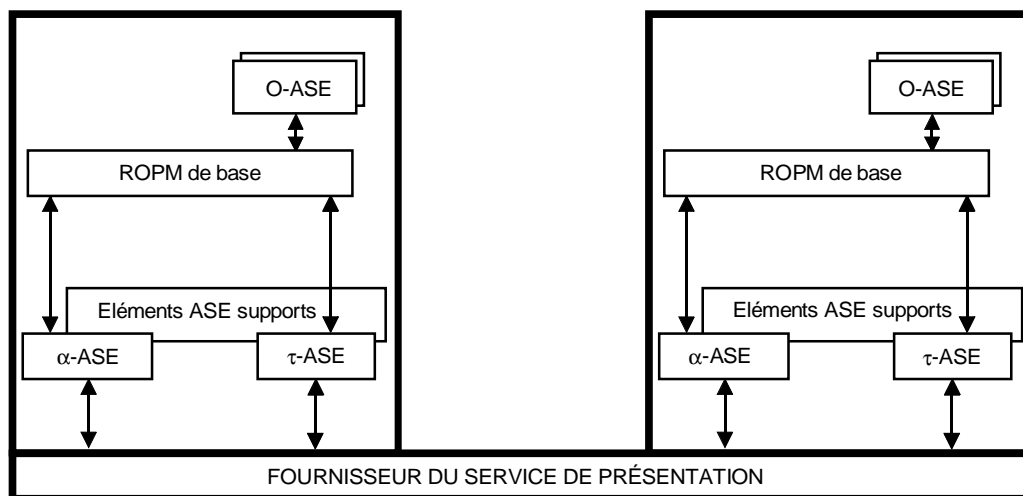 O-ASE
O-ASE
ROPM de base
ROPM de base
Eléments ASE supports
Eléments ASE supports
α-ASE
τ-ASE
α-ASE
τ-ASE
FOURNISSEUR DU SERVICE DE PRÉSENTATION